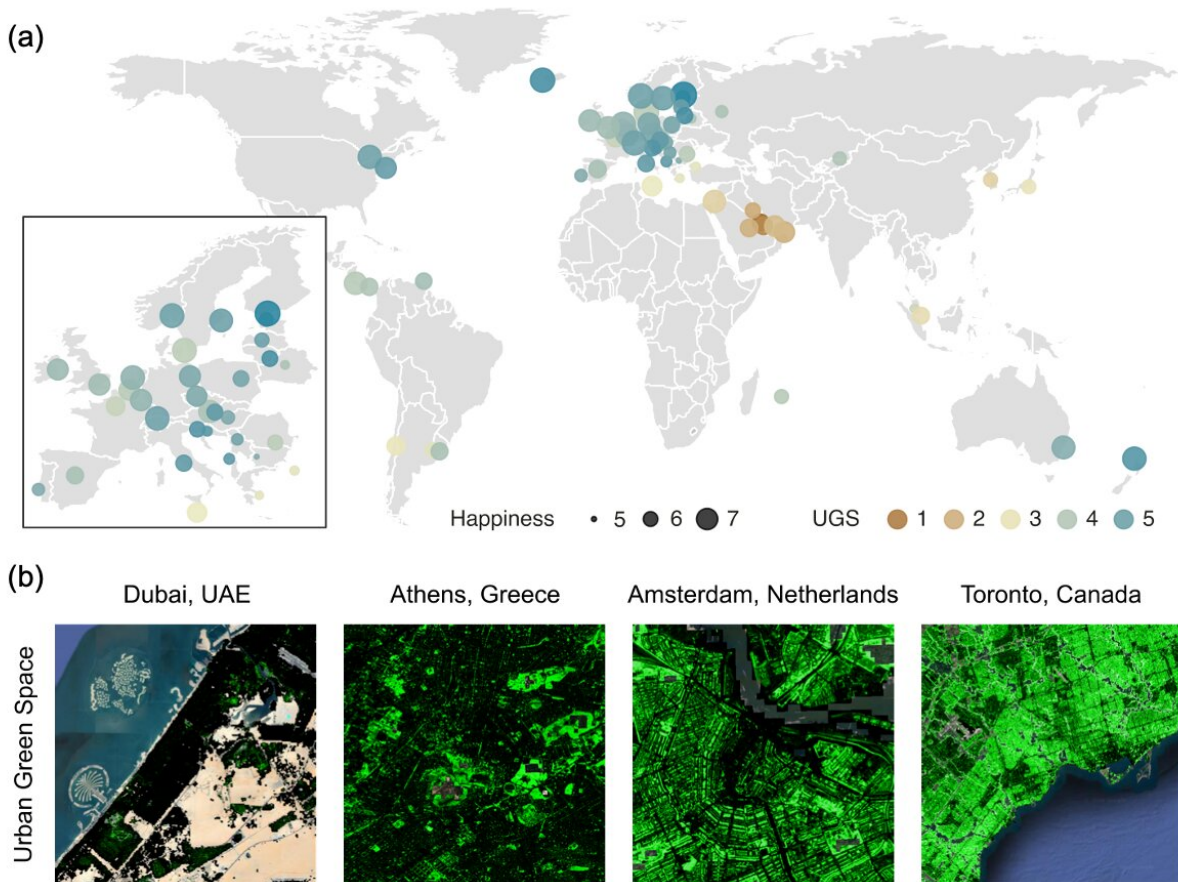 (a)
Happiness 5 6 7 UGS 1 2 3 4 5
(b)
Dubai, UAE Athens, Greece Amsterdam, Netherlands Toronto, Canada
Urban Green Space